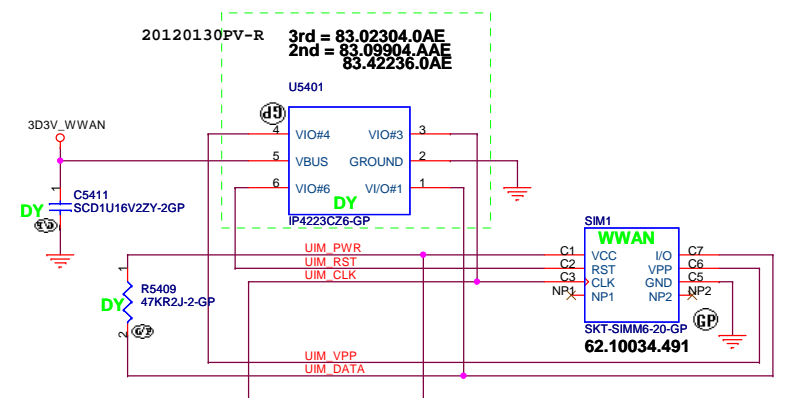 20120130PV-R
3rd = 83.02304.0AE
2nd = 83.09904.AAE
83.42236.0AE
U5401
GP
3D3V_WWAN
4 VIO#4 VIO#3 3
5 VBUS GROUND 2
6 VIO#6 VI/O#1 1
DY
IP4223CZ6-GP
1
C5411
SCD1U16V2ZY-2GP
DY
SIM1
WWAN
UIM_PWR
UIM_RST
UIM_CLK
C1 VCC I/O C7
C2 RST VPP C6
C3 CLK GND C5
NP1 NP1 NP2 NP2
SKT-SIMM6-20-GP
62.10034.491
GP
1
R5409
47KR2J-2-GP
DY
2
G/P
UIM_VPP
UIM_DATA